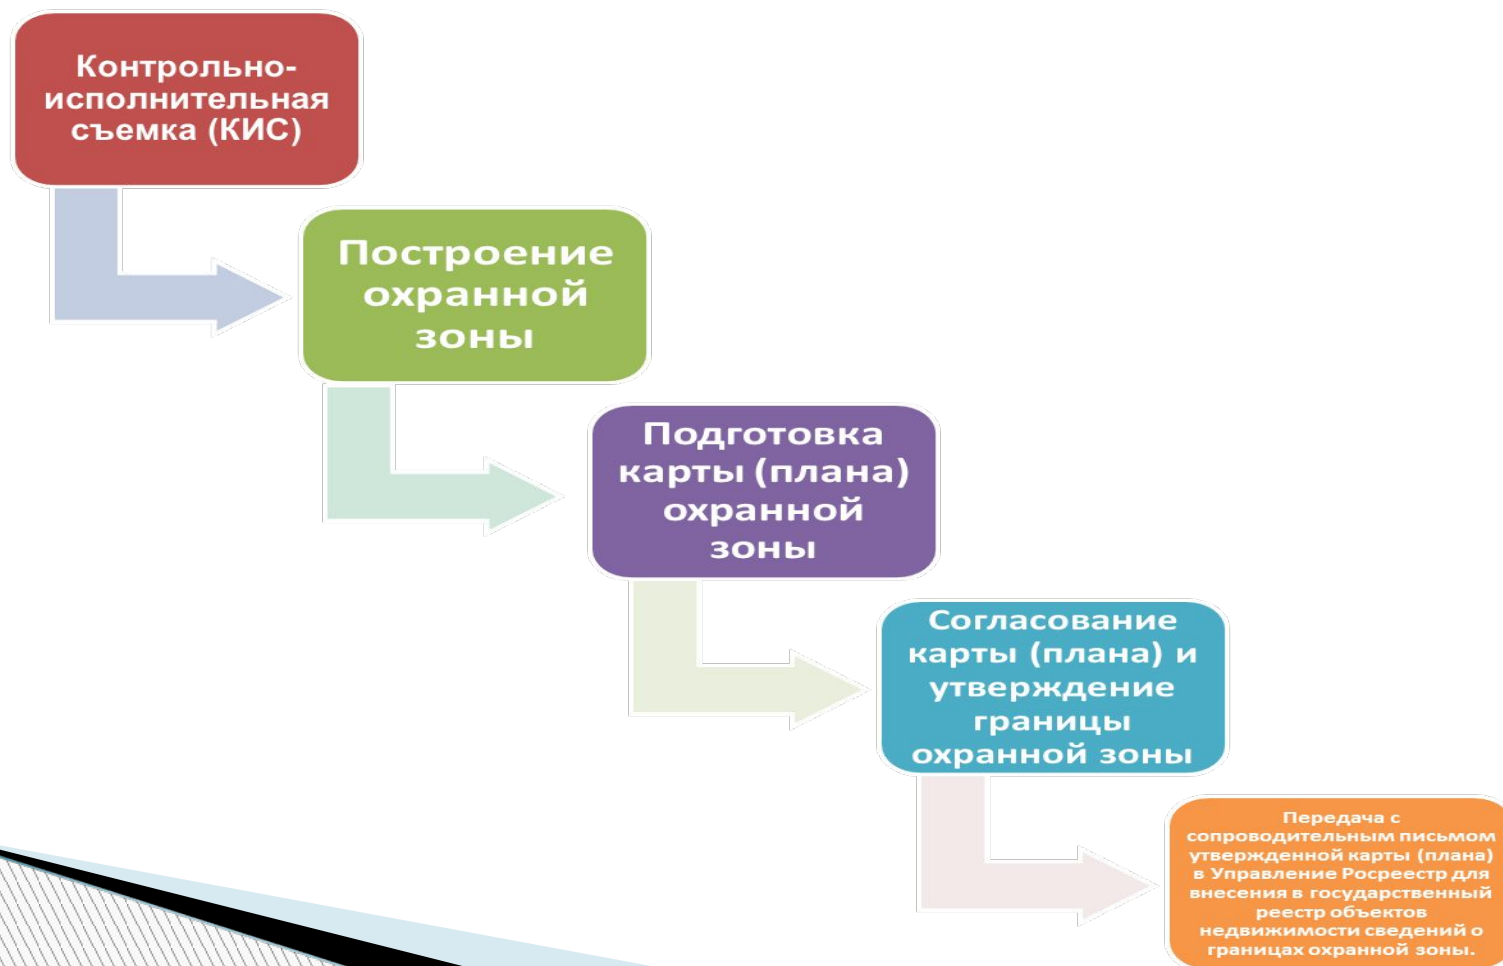 Контрольно-
исполнительная
съемка (КИС)
Построение
охранной
зоны
Подготовка
карты (плана)
охранной
зоны
Согласование
карты (плана) и
утверждение
границы
охранной зоны
Передача с
сопроводительным письмом
утвержденной карты (плана)
в Управление Росреестр для
внесения в государственный
реестр объектов
недвижимости сведений о
границах охранной зоны.